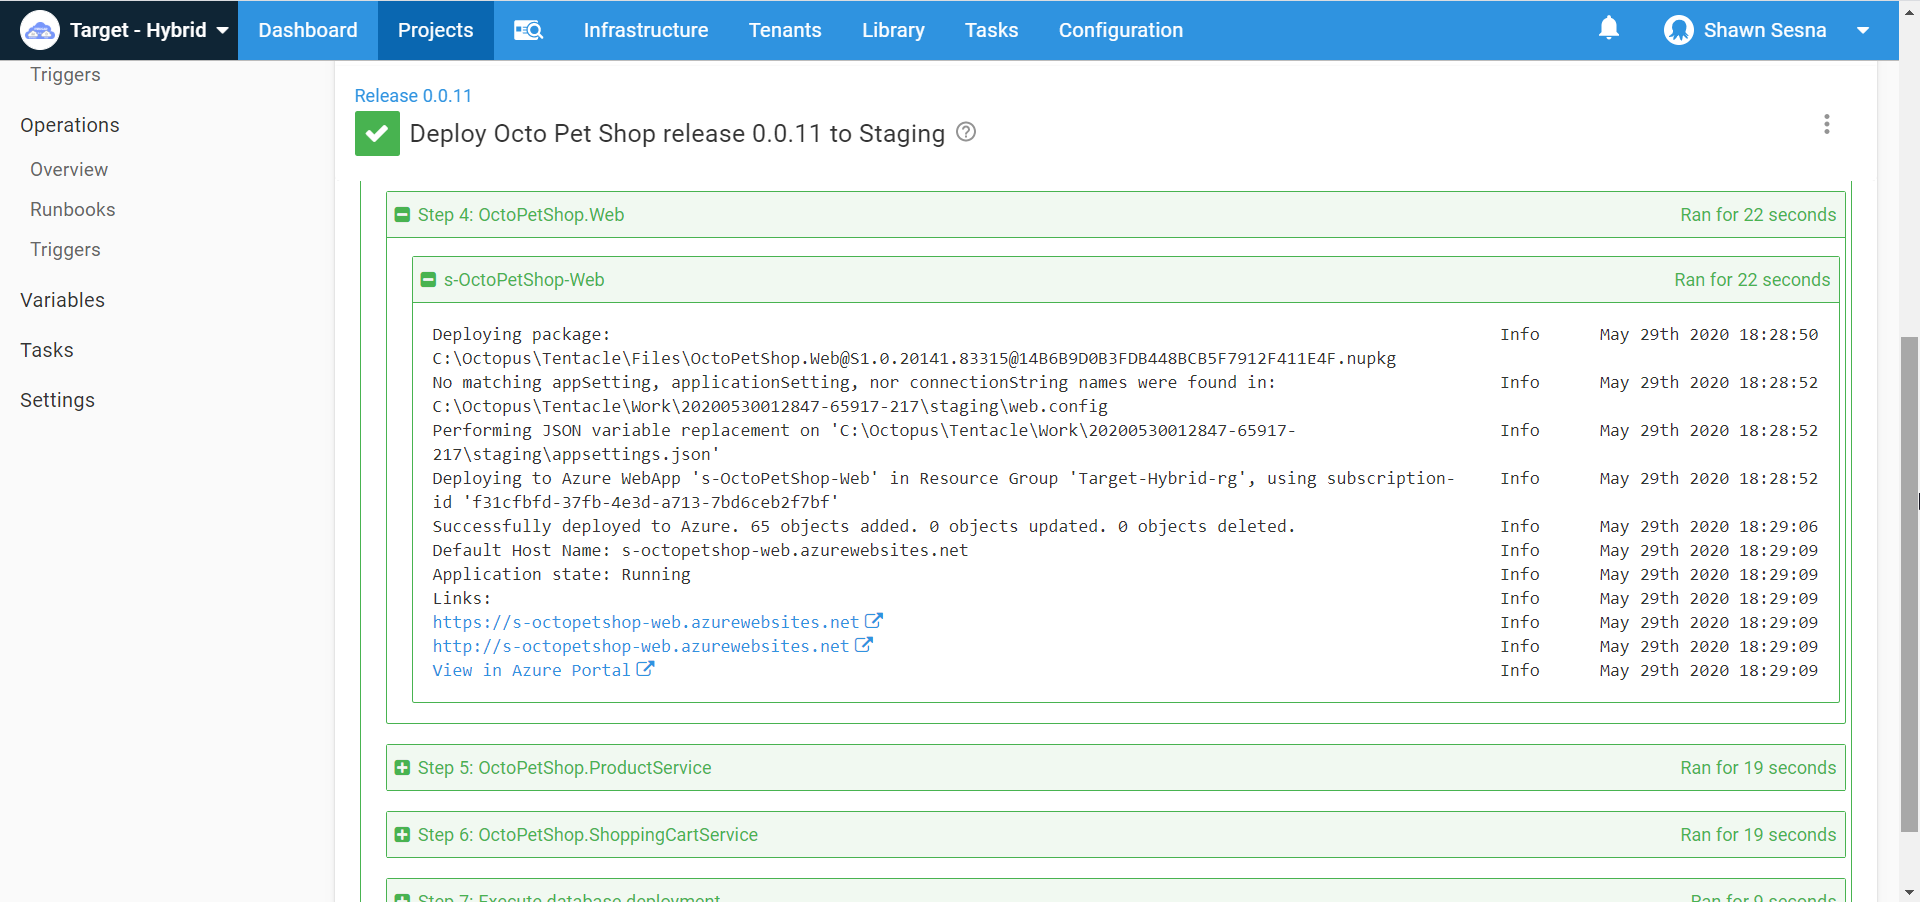 Target - Hybrid Dashboard Projects Infrastructure Tenants Library Tasks Configuration Shawn Sesna
Triggers
Operations
Overview
Runbooks
Triggers
Variables
Tasks
Settings
Release 0.0.11
Deploy Octo Pet Shop release 0.0.11 to Staging
Step 4: OctoPetShop.Web Ran for 22 seconds
s-OctoPetShop-Web Ran for 22 seconds
Deploying package: Info May 29th 2020 18:28:50
C:\Octopus\Tentacle\Files\OctoPetShop.Web@S1.0.20141.83315@14B6B9D0B3FDB448BCB5F7912F411E4F.nupkg
No matching appSetting, applicationSetting, nor connectionString names were found in: Info May 29th 2020 18:28:52
C:\Octopus\Tentacle\Work\20200530012847-65917-217\staging\web.config
Performing JSON variable replacement on 'C:\Octopus\Tentacle\Work\20200530012847-65917- Info May 29th 2020 18:28:52
217\staging\appsettings.json'
Deploying to Azure WebApp 's-OctoPetShop-Web' in Resource Group 'Target-Hybrid-rg', using subscription- Info May 29th 2020 18:28:52
id 'f31cfbfd-37fb-4e3d-a713-7bd6ceb2f7bf'
Successfully deployed to Azure. 65 objects added. 0 objects updated. 0 objects deleted. Info May 29th 2020 18:29:06
Default Host Name: s-octopetshop-web.azurewebsites.net Info May 29th 2020 18:29:09
Application state: Running Info May 29th 2020 18:29:09
Links: Info May 29th 2020 18:29:09
https://s-octopetshop-web.azurewebsites.net Info May 29th 2020 18:29:09
http://s-octopetshop-web.azurewebsites.net Info May 29th 2020 18:29:09
View in Azure Portal Info May 29th 2020 18:29:09
Step 5: OctoPetShop.ProductService Ran for 19 seconds
Step 6: OctoPetShop.ShoppingCartService Ran for 19 seconds
Step 7: Execute database deployment Ran for 9 seconds